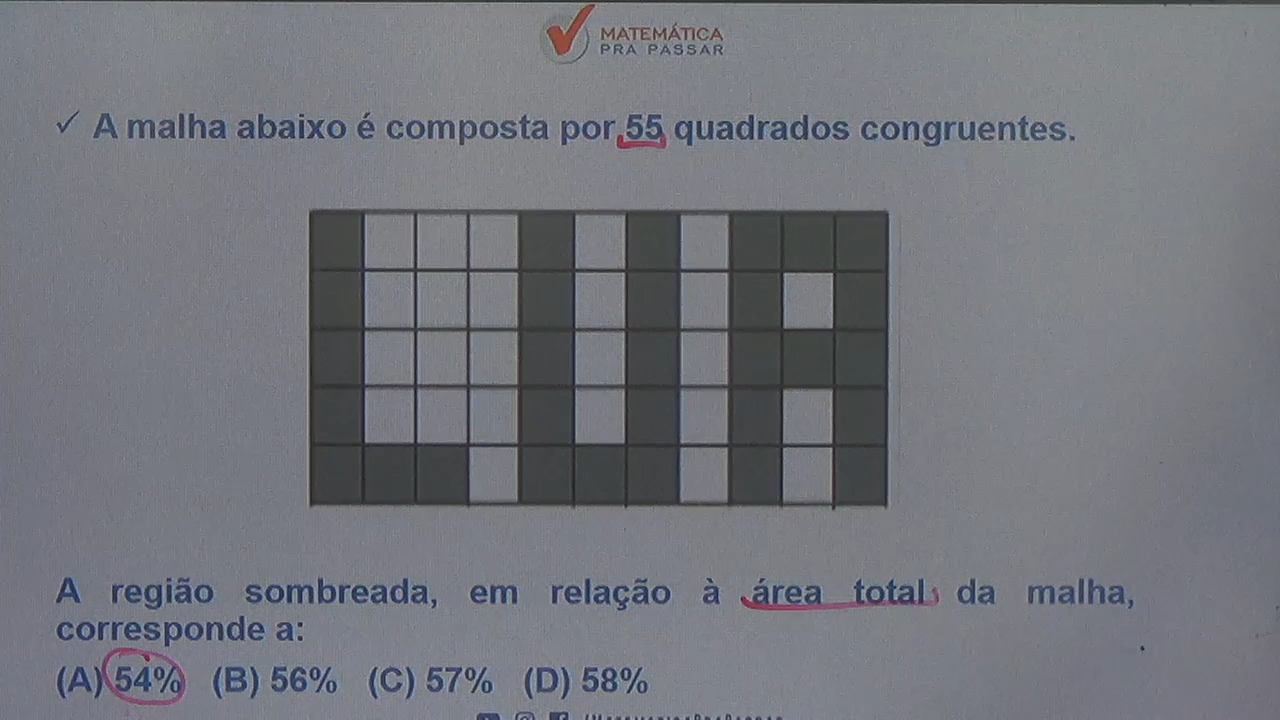 MATEMÁTICA
PRA PASSAR
✓ A malha abaixo é composta por 55 quadrados congruentes.
A região sombreada, em relação à área total da malha,
corresponde a:
(A) 54% (B) 56% (C) 57% (D) 58%